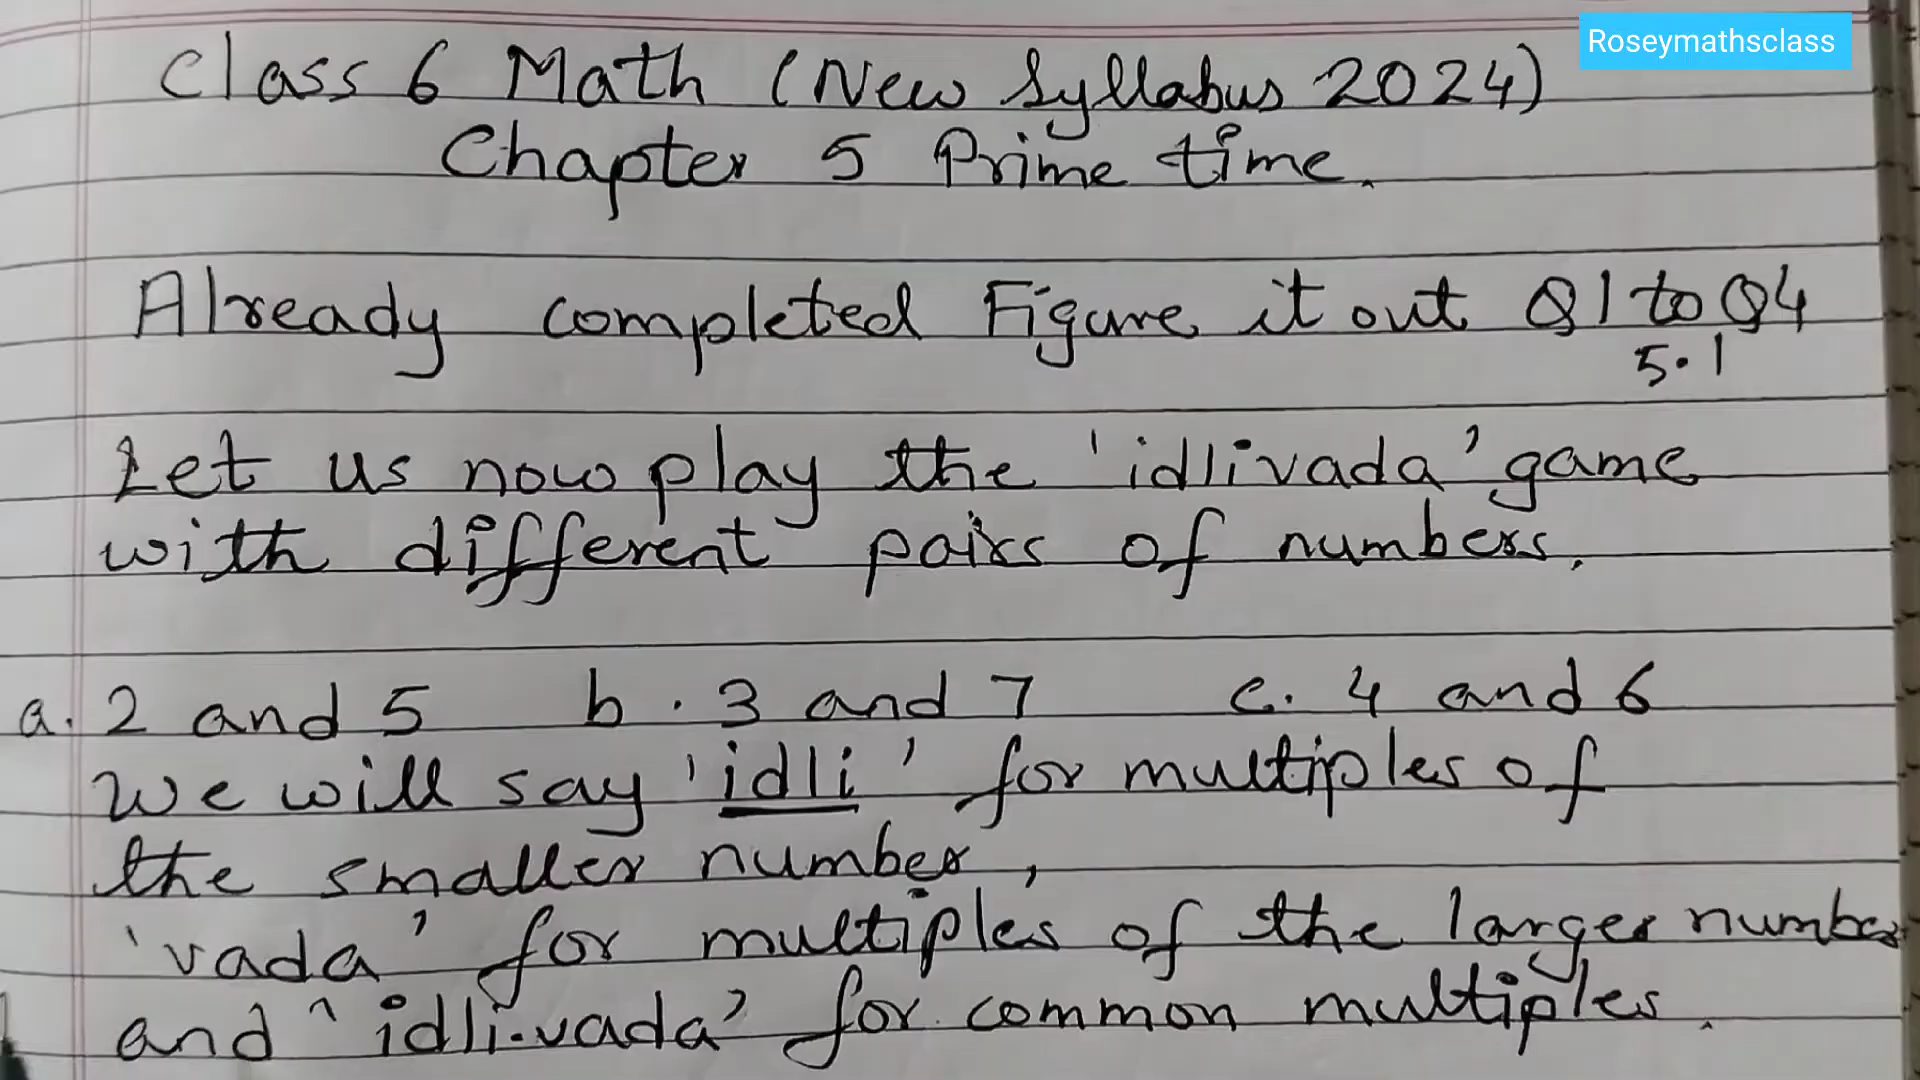 Roseymathsclass
Class 6 Math (New Syllabus 2024)
Chapter 5 Prime time.
Already completed Figure it out Q1 to Q4
5.1
Let us now play the 'idlivada' game
with different pairs of numbers.
a. 2 and 5 b. 3 and 7 c. 4 and 6
We will say 'idli' for multiples of
the smaller number,
'vada' for multiples of the larger number
and 'idli-vada' for common multiples.